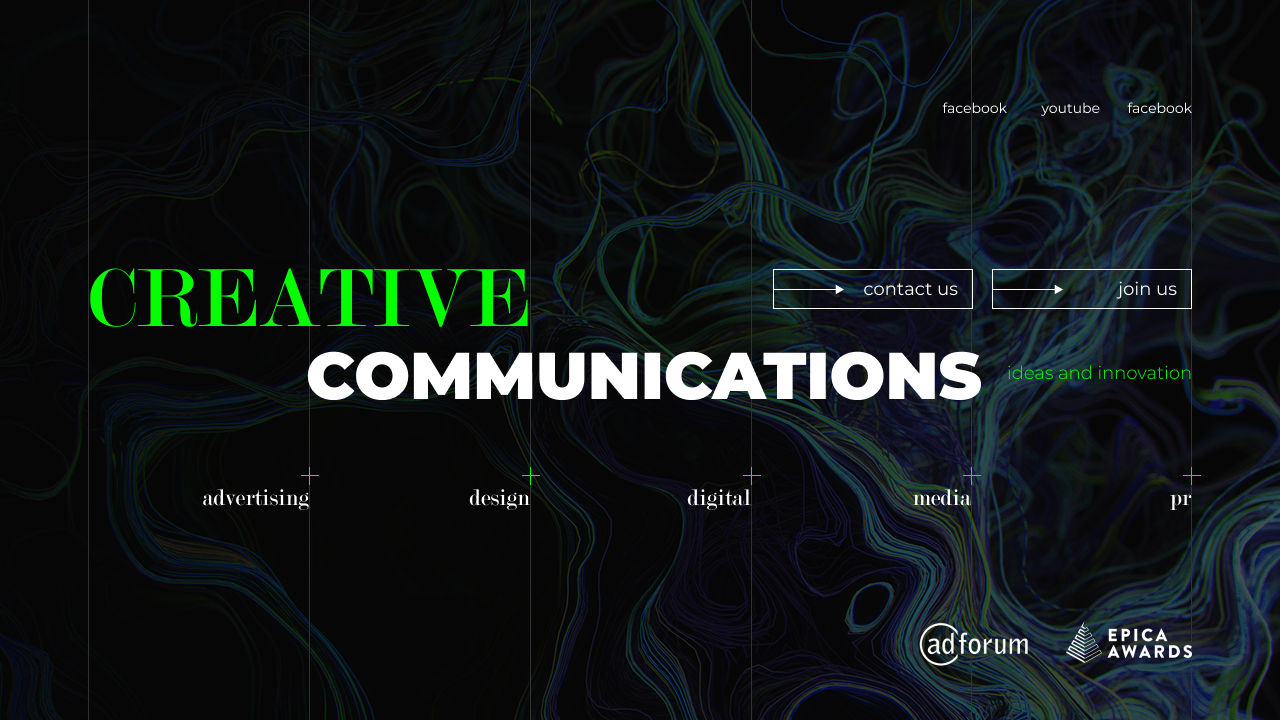 facebook youtube facebook
CREATIVE
contact us
join us
COMMUNICATIONS
ideas and innovation
advertising
design
digital
media
pr
adforum
EPICA
AWARDS